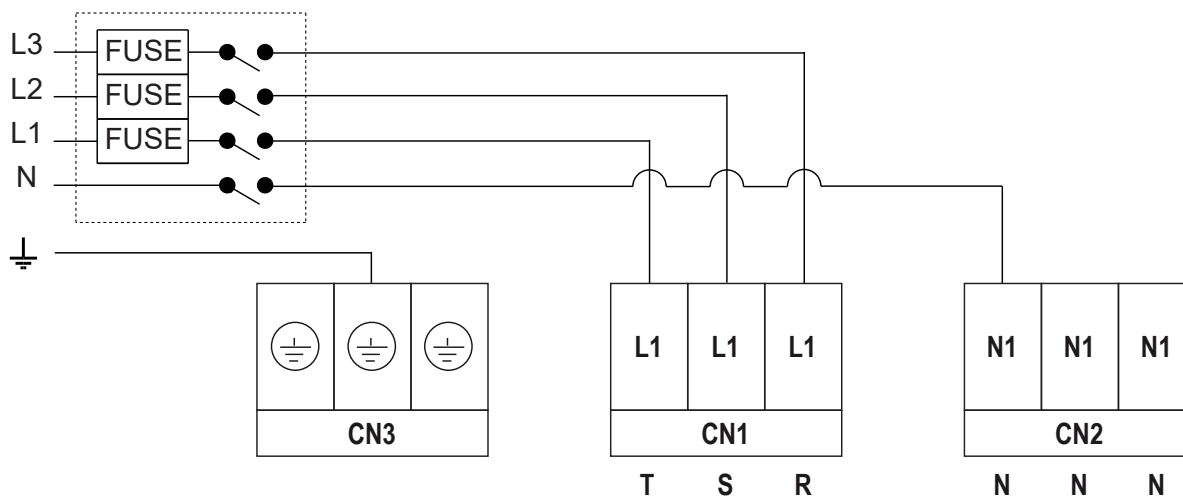 L3 FUSE
L2 FUSE
L1 FUSE
N
L1 L1 L1 N1 N1 N1
CN3 CN1 CN2
T S R N N N